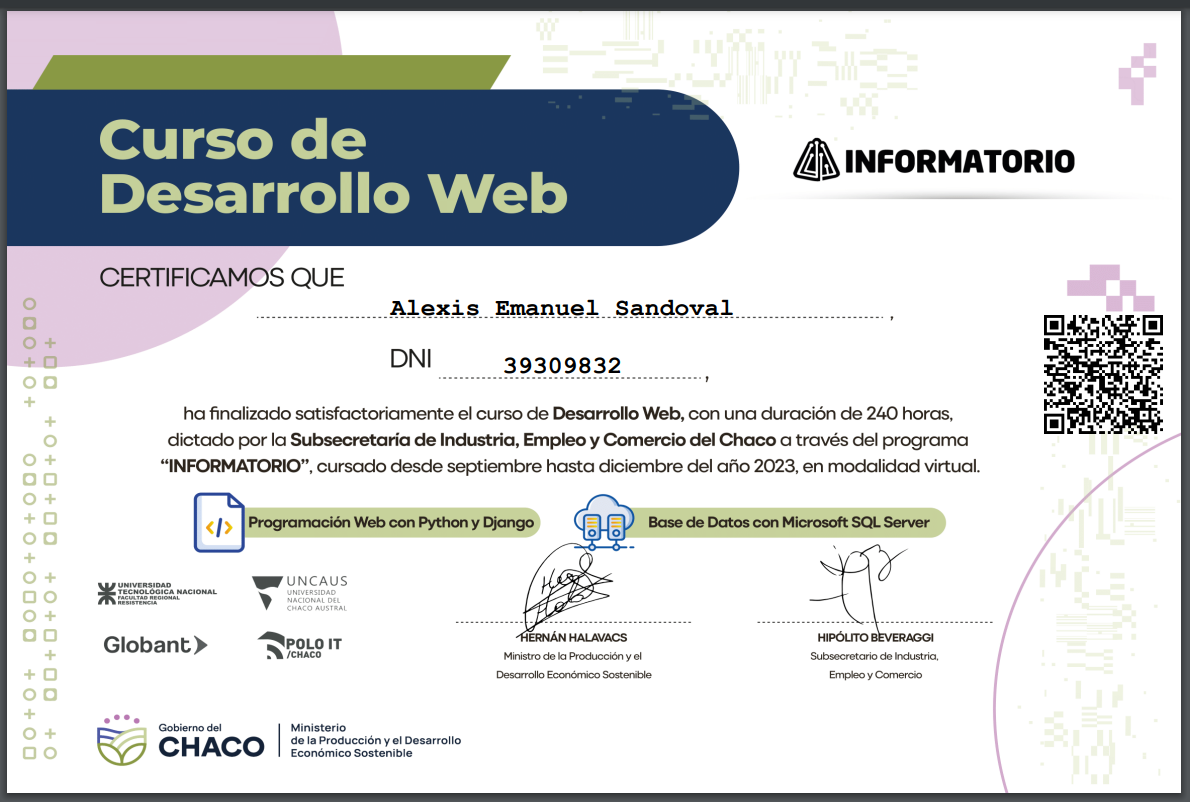 Curso de
Desarrollo Web
INFORMATORIO
CERTIFICAMOS QUE
Alexis Emanuel Sandoval,
DNI 39309832,
ha finalizado satisfactoriamente el curso de Desarrollo Web, con una duración de 240 horas,
dictado por la Subsecretaría de Industria, Empleo y Comercio del Chaco a través del programa
“INFORMATORIO”, cursado desde septiembre hasta diciembre del año 2023, en modalidad virtual.
</> Programación Web con Python y Django
Base de Datos con Microsoft SQL Server
UNIVERSIDAD
TECNOLÓGICA NACIONAL
FACULTAD REGIONAL
RESISTENCIA
UNCAUS
UNIVERSIDAD
NACIONAL DEL
CHACO AUSTRAL
Globant
POLO IT
/CHACO
HERNÁN HALAVACS
Ministro de la Producción y el
Desarrollo Económico Sostenible
HIPÓLITO BEVERAGGI
Subsecretario de Industria,
Empleo y Comercio
Gobierno del
CHACO
Ministerio
de la Producción y el Desarrollo
Económico Sostenible